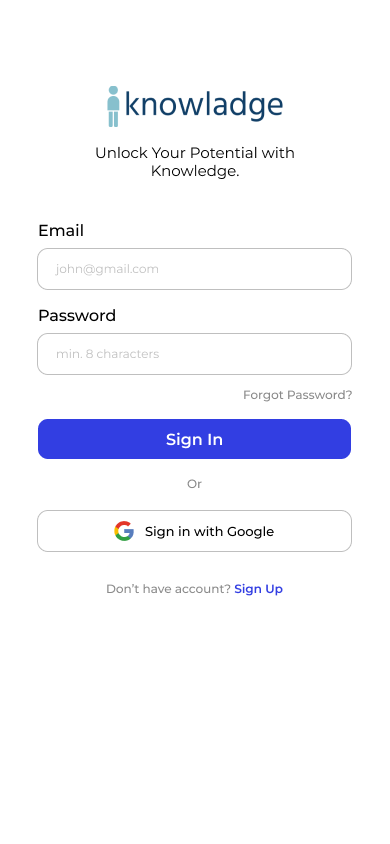 knowladge
Unlock Your Potential with
Knowledge.
Email
john@gmail.com
Password
min. 8 characters
Forgot Password?
Sign In
Or
Sign in with Google
Don’t have account? Sign Up